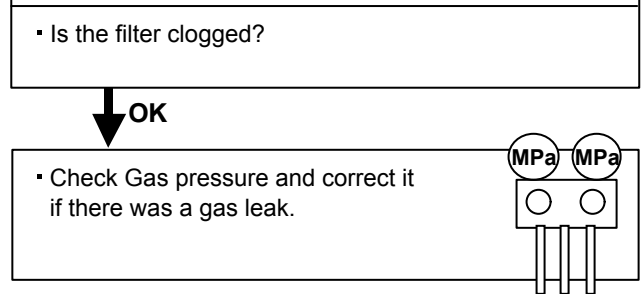 ▪ Is the filter clogged?
OK
MPa MPa
▪ Check Gas pressure and correct it
if there was a gas leak.